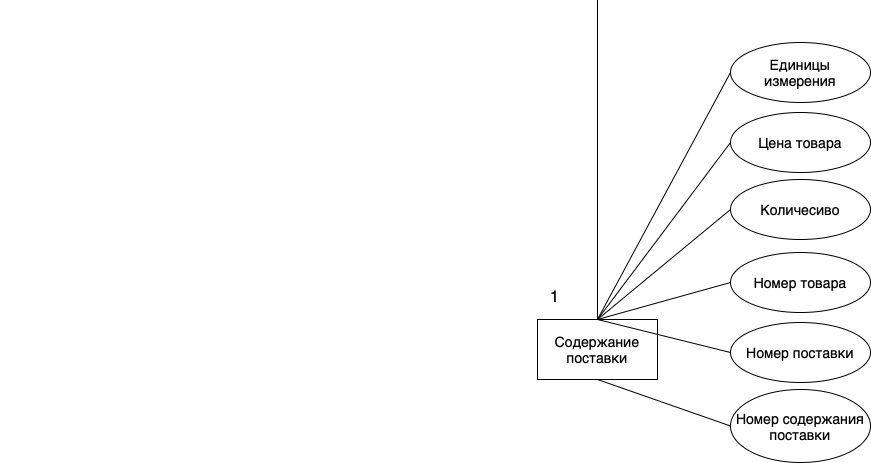 Единицы
измерения
Цена товара
Количесиво
Номер товара
1
Содержание
поставки
Номер поставки
Номер содержания
поставки